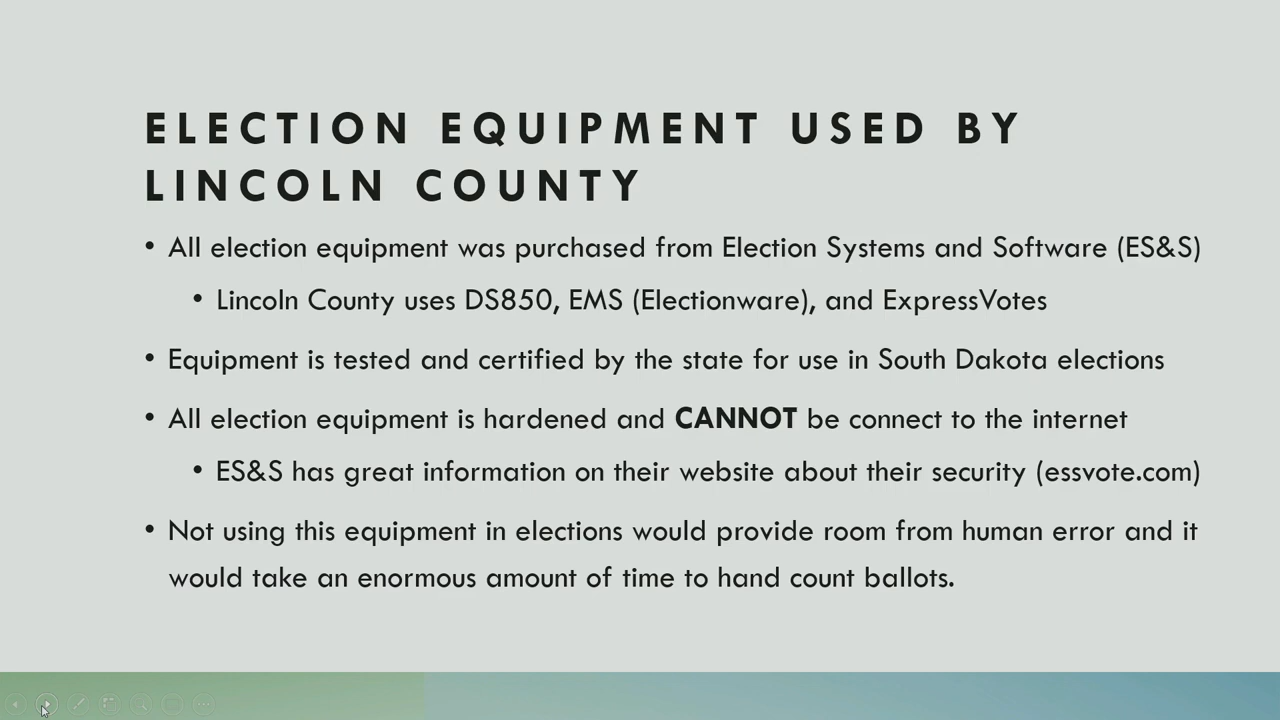 ELECTION EQUIPMENT USED BY
LINCOLN COUNTY
• All election equipment was purchased from Election Systems and Software (ES&S)
• Lincoln County uses DS850, EMS (Electionware), and ExpressVotes
• Equipment is tested and certified by the state for use in South Dakota elections
• All election equipment is hardened and CANNOT be connect to the internet
• ES&S has great information on their website about their security (essvote.com)
• Not using this equipment in elections would provide room from human error and it
would take an enormous amount of time to hand count ballots.